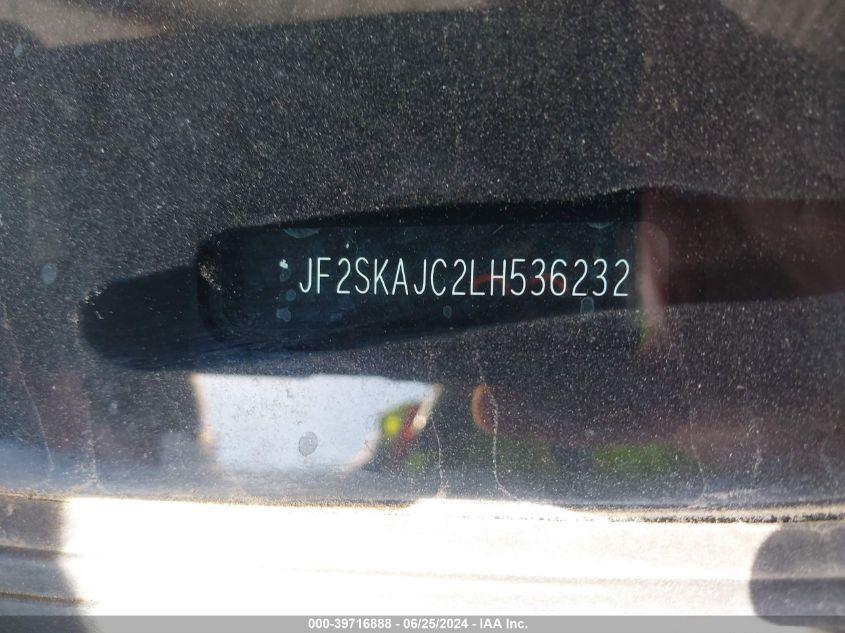 JF2SKAJC2LH536232
000-39716888 - 06/25/2024 - IAA Inc.